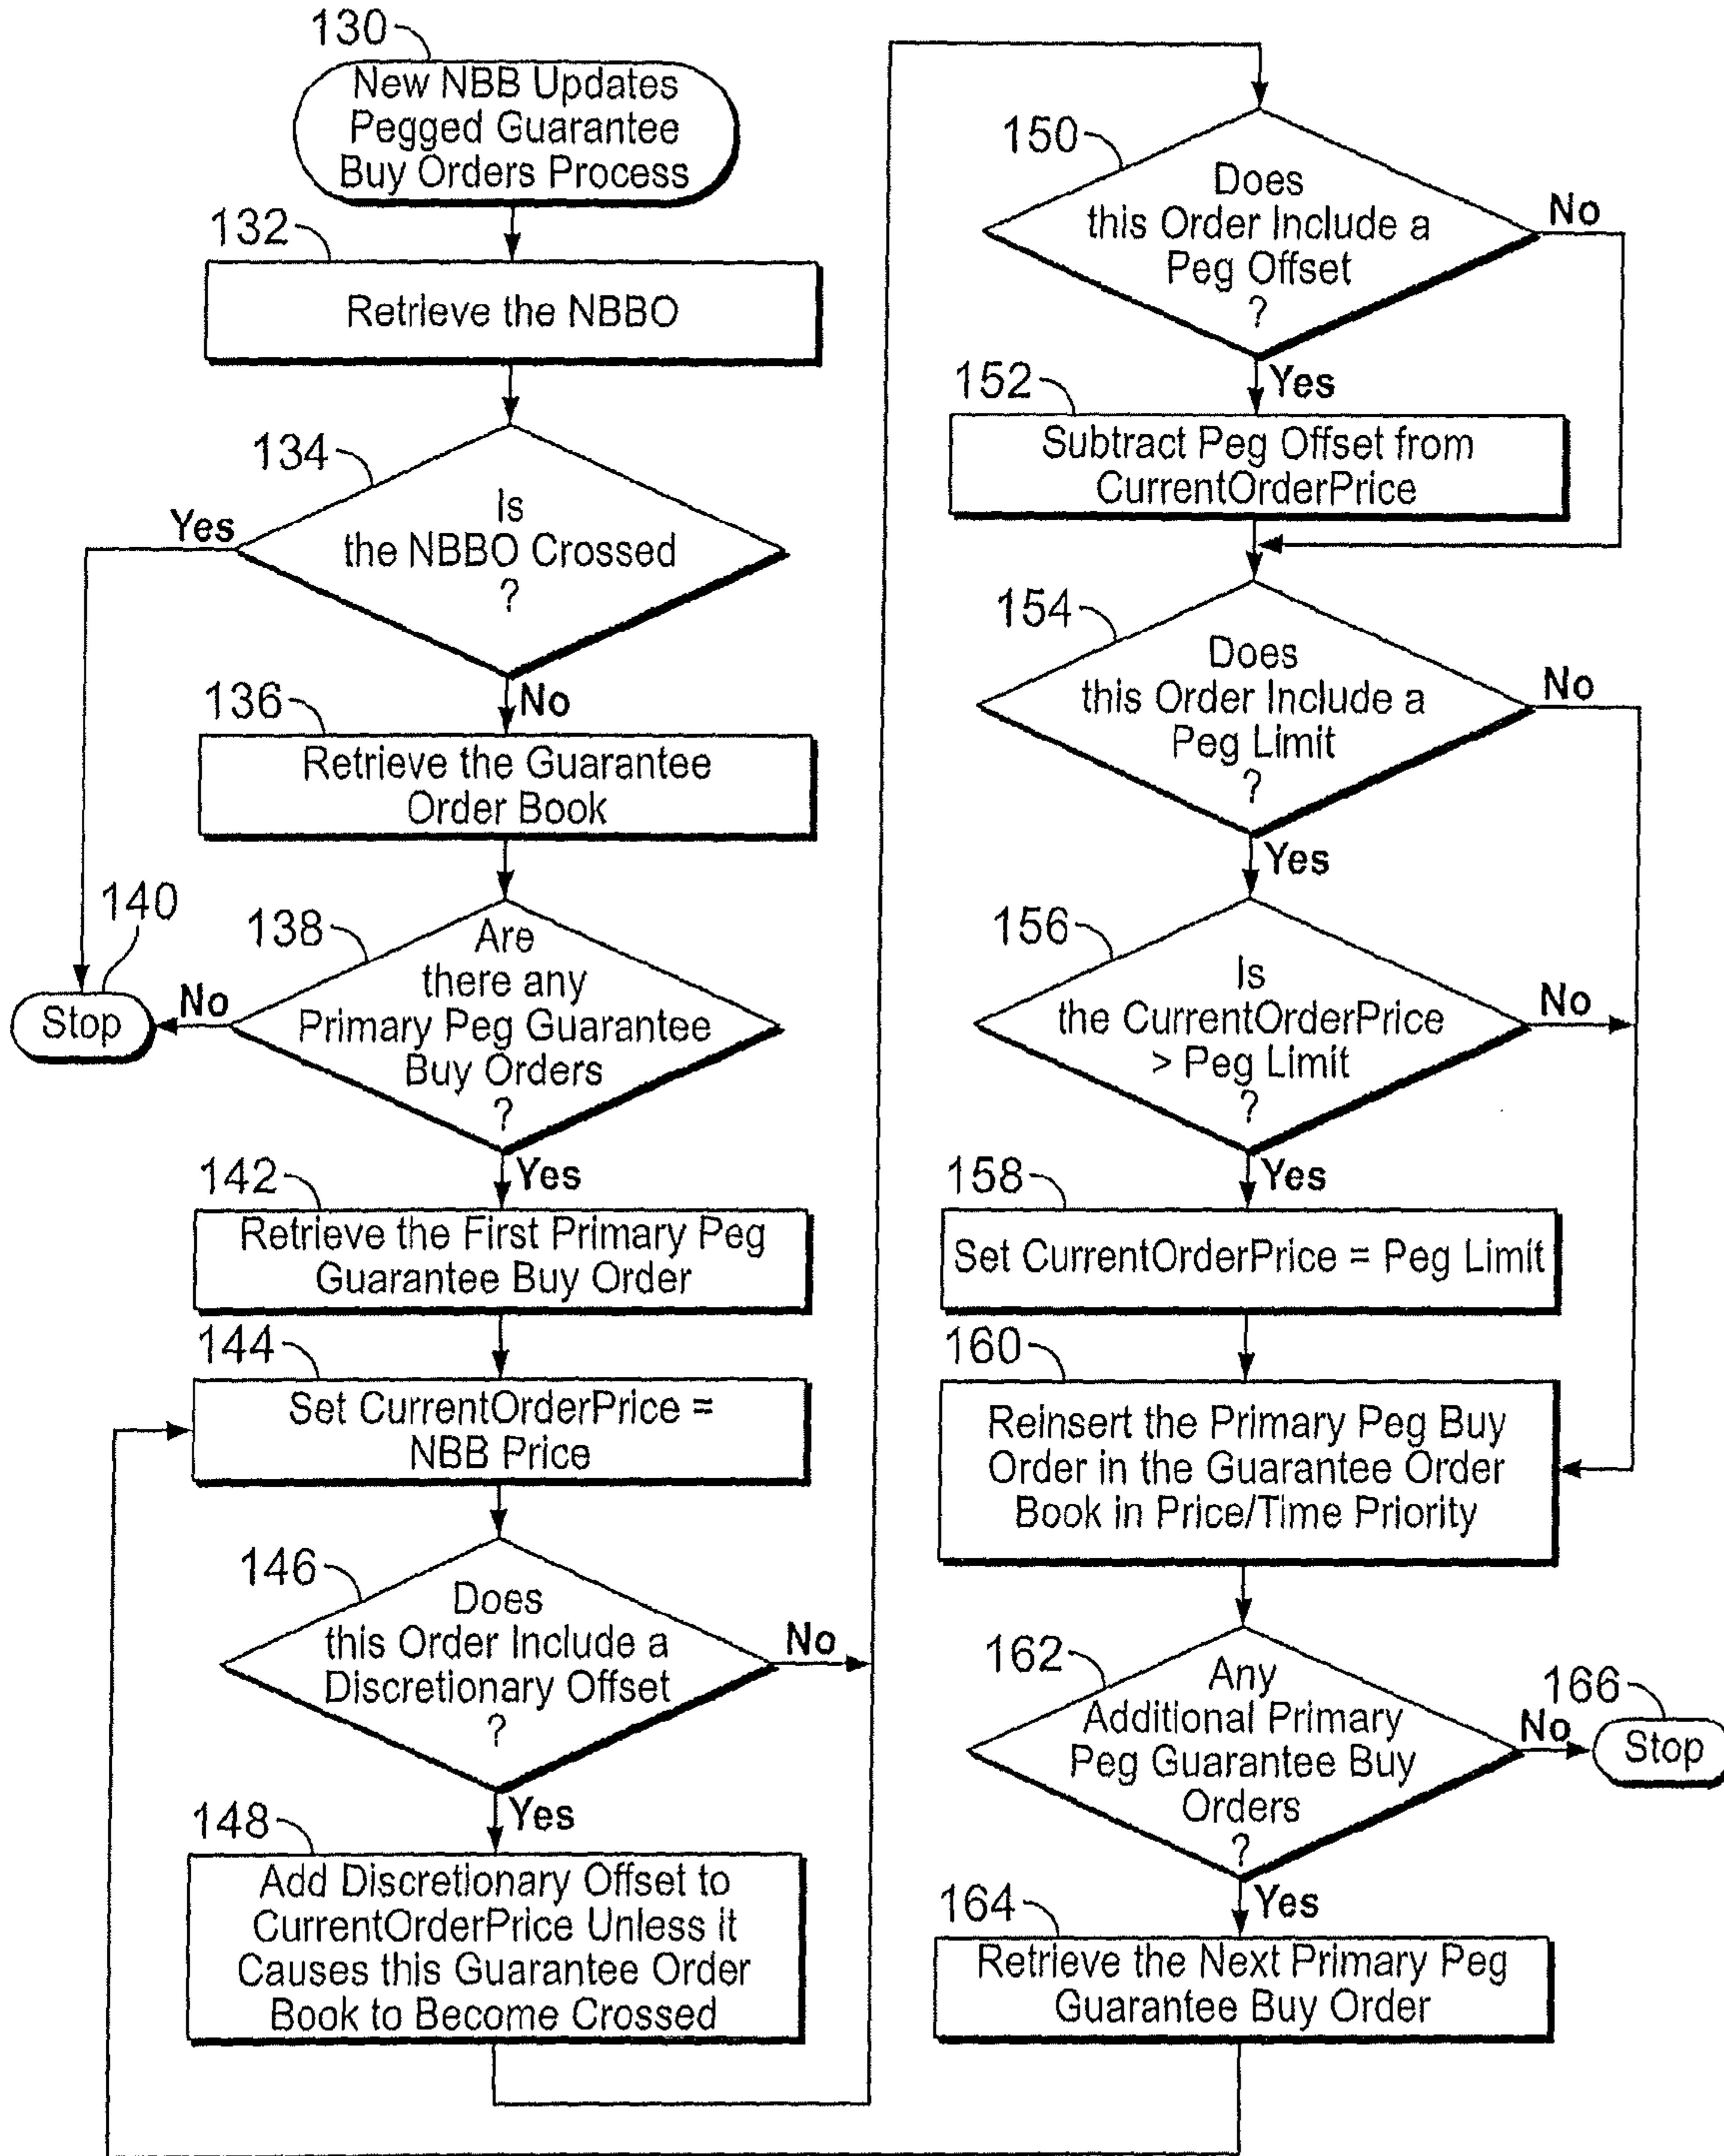 130
New NBB Updates
Pegged Guarantee
Buy Orders Process
132
Retrieve the NBBO
134
Is
the NBBO Crossed
?
Yes
No
136
Retrieve the Guarantee
Order Book
138
Are
there any
Primary Peg Guarantee
Buy Orders
?
140
Stop
No
Yes
142
Retrieve the First Primary Peg
Guarantee Buy Order
144
Set CurrentOrderPrice =
NBB Price
146
Does
this Order Include a
Discretionary Offset
?
No
Yes
148
Add Discretionary Offset to
CurrentOrderPrice Unless it
Causes this Guarantee Order
Book to Become Crossed
150
Does
this Order Include a
Peg Offset
?
No
Yes
152
Subtract Peg Offset from
CurrentOrderPrice
154
Does
this Order Include a
Peg Limit
?
No
Yes
156
Is
the CurrentOrderPrice
> Peg Limit
?
No
Yes
158
Set CurrentOrderPrice = Peg Limit
160
Reinsert the Primary Peg Buy
Order in the Guarantee Order
Book in Price/Time Priority
162
Any
Additional Primary
Peg Guarantee Buy
Orders
?
No
166
Stop
Yes
164
Retrieve the Next Primary Peg
Guarantee Buy Order